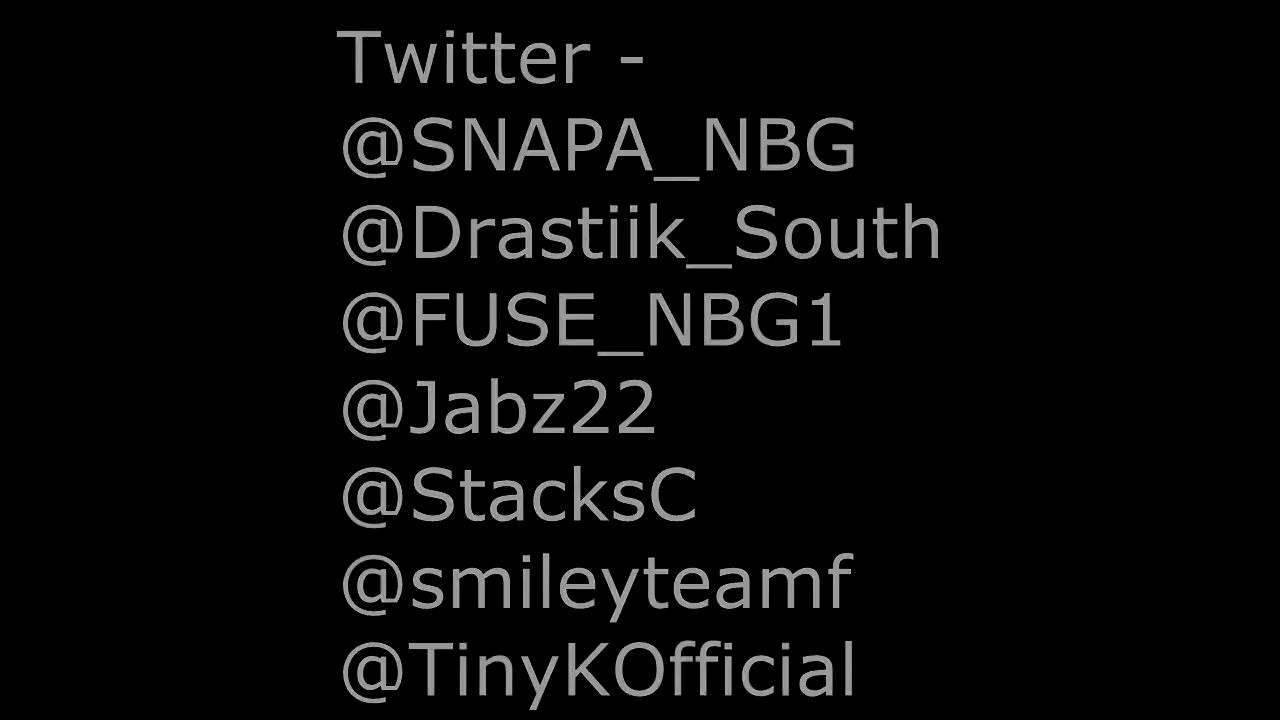 Twitter -
@SNAPA_NBG
@Drastiik_South
@FUSE_NBG1
@Jabz22
@StacksC
@smileyteamf
@TinyKOfficial